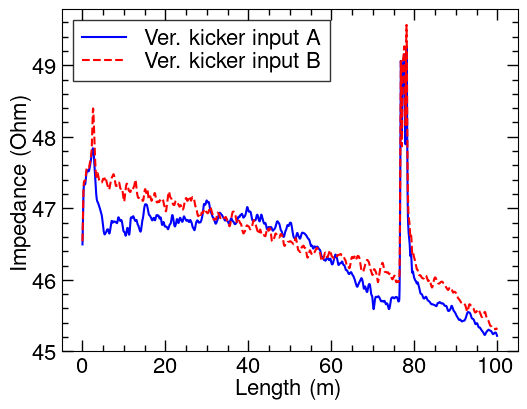 Ver. kicker input A
Ver. kicker input B
Impedance (Ohm)
49
48
47
46
45
0
20
40
60
80
100
Length (m)